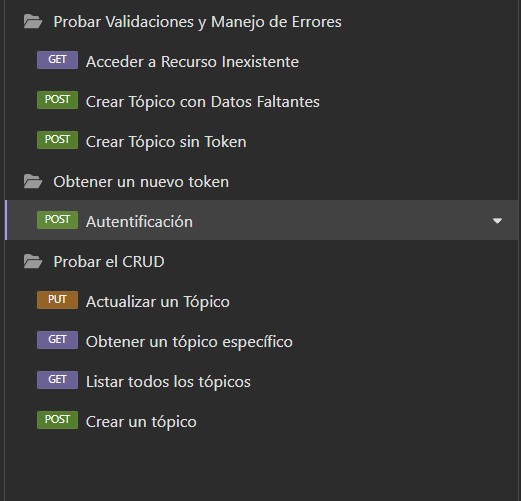 Probar Validaciones y Manejo de Errores
GET Acceder a Recurso Inexistente
POST Crear Tópico con Datos Faltantes
POST Crear Tópico sin Token
Obtener un nuevo token
POST Autentificación
Probar el CRUD
PUT Actualizar un Tópico
GET Obtener un tópico específico
GET Listar todos los tópicos
POST Crear un tópico